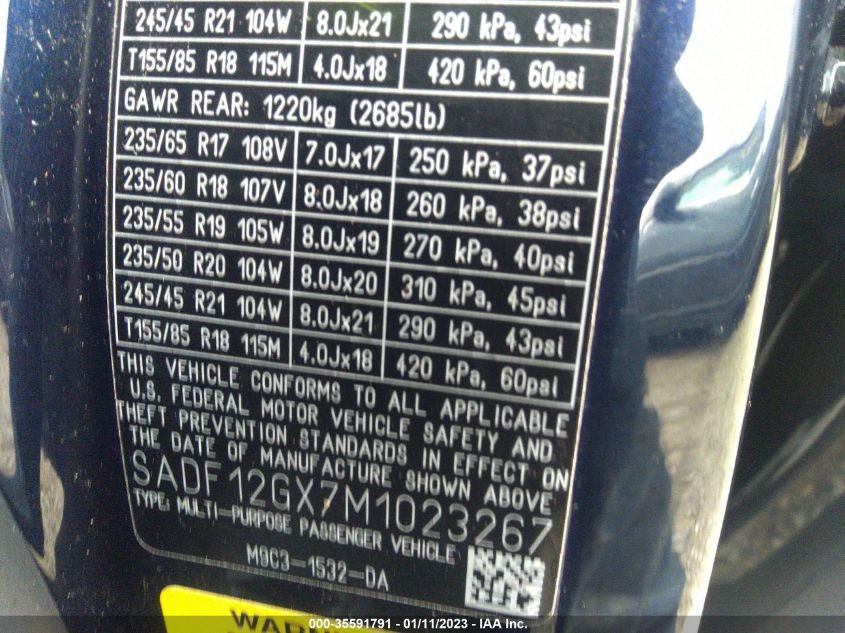 245/45 R21 104W 8.0Jx21 290 kPa, 43psi
T155/85 R18 115M 4.0Jx18 420 kPa, 60psi
GAWR REAR: 1220kg (2685lb)
235/65 R17 108V 7.0Jx17 250 kPa, 37psi
235/60 R18 107V 8.0Jx18 260 kPa, 38psi
235/55 R19 105W 8.0Jx19 270 kPa, 40psi
235/50 R20 104W 8.0Jx20 310 kPa, 45psi
245/45 R21 104W 8.0Jx21 290 kPa, 43psi
T155/85 R18 115M 4.0Jx18 420 kPa, 60psi
THIS VEHICLE CONFORMS TO ALL APPLICABLE
U.S. FEDERAL MOTOR VEHICLE SAFETY AND
THEFT PREVENTION STANDARDS IN EFFECT ON
THE DATE OF MANUFACTURE SHOWN ABOVE
SADF12GX7M1023267
TYPE: MULTI-PURPOSE PASSENGER VEHICLE
M9C3-1532-DA
000-35591791 - 01/11/2023 - IAA Inc.